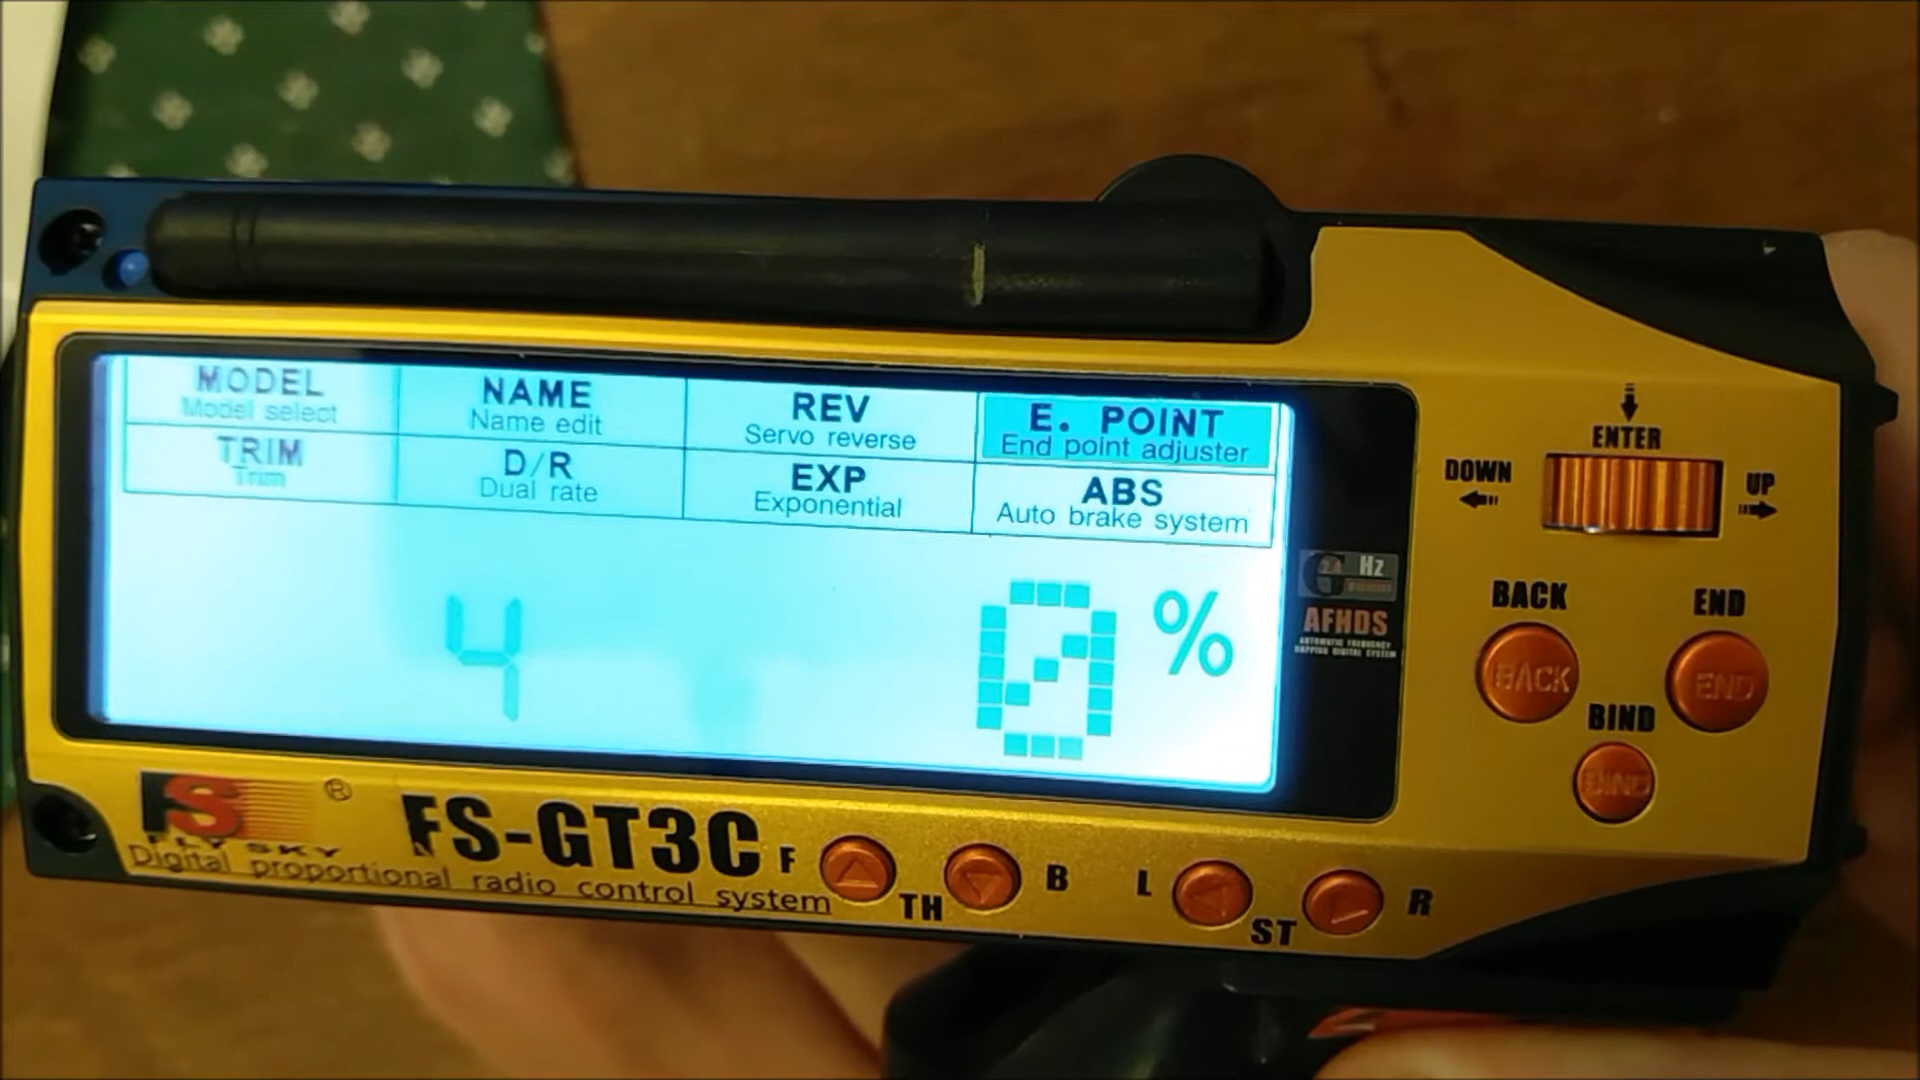 MODEL NAME REV E. POINT
Model select Name edit Servo reverse End point adjuster
TRIM D/R EXP ABS
Trim Dual rate Exponential Auto brake system
4 0 %
ENTER
DOWN UP
BACK END
BACK END
BIND
BIND
2.4 G Hz
AFHDS
AUTOMATIC FREQUENCY
HOPPING DIGITAL SYSTEM
FS ®
FLY SKY
FS-GT3C
Digital proportional radio control system
F TH B L ST R